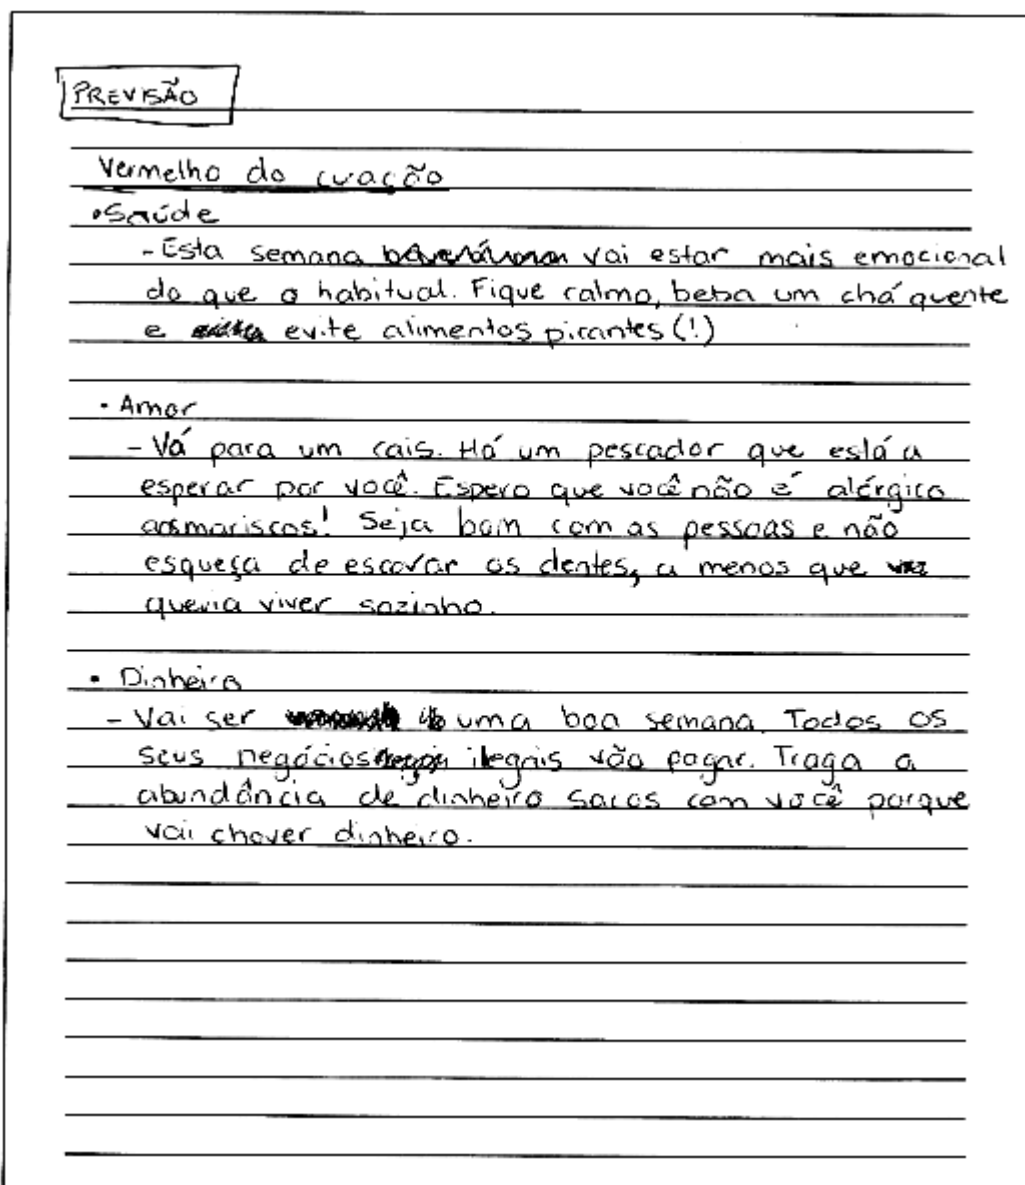 PREVISÃO
Vermelho do cuação
•Saúde
- Esta semana vai estar mais emocional
do que o habitual. Fique calmo, beba um chá quente
e evite alimentos picantes (!)
• Amor
- Vá para um cais. Há um pescador que está a
esperar por você. Espero que você não é alérgico
aos mariscos! Seja bom com as pessoas e não
esqueça de escovar os dentes, a menos que
queria viver sozinho.
• Dinheiro
- Vai ser uma boa semana. Todos os
seus negócios ilegais vão pagar. Traga a
abundância de dinheiro sacos com você porque
vai chover dinheiro.